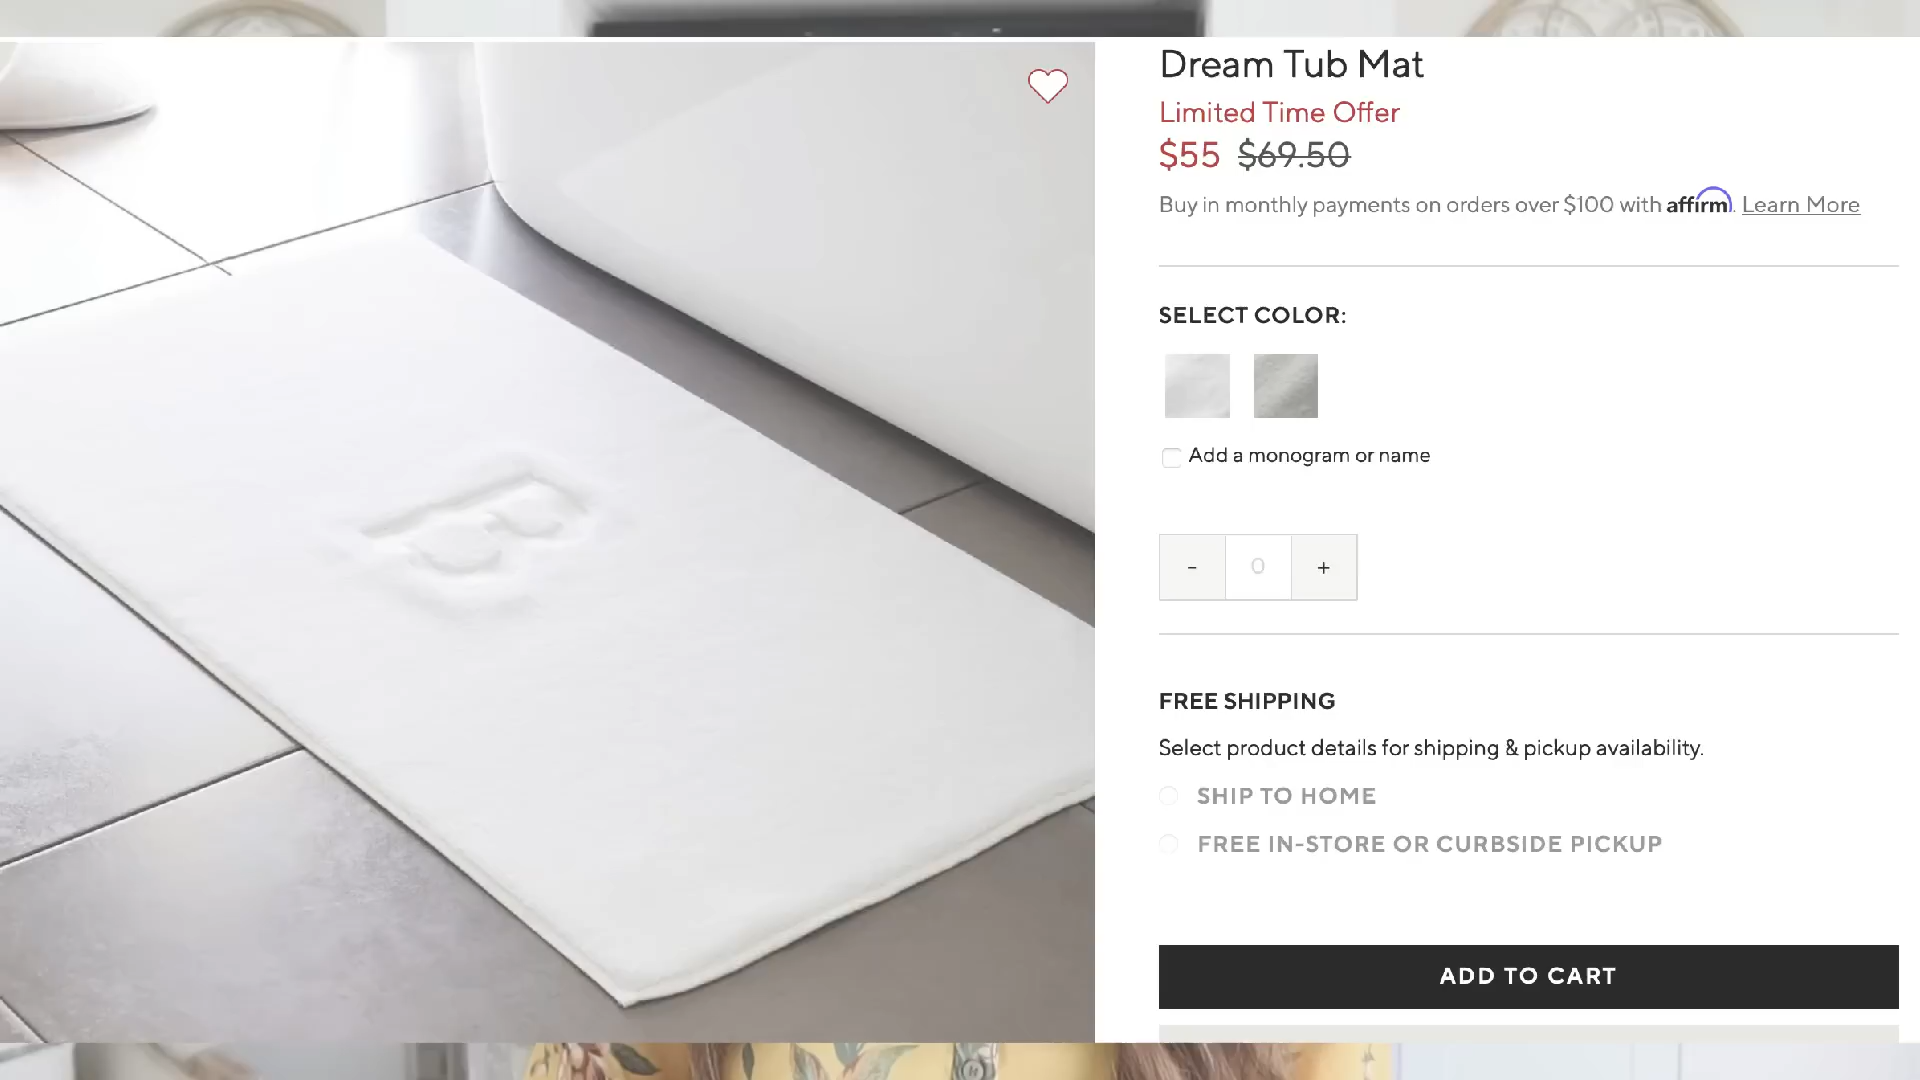 Dream Tub Mat
Limited Time Offer
$55 $69.50
Buy in monthly payments on orders over $100 with affirm. Learn More
SELECT COLOR:
Add a monogram or name
B
- 0 +
FREE SHIPPING
Select product details for shipping & pickup availability.
SHIP TO HOME
FREE IN-STORE OR CURBSIDE PICKUP
ADD TO CART